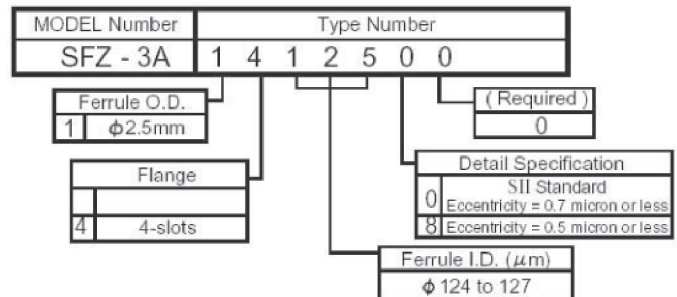 MODEL Number Type Number
SFZ - 3A 1 4 1 2 5 0 0
Ferrule O.D.
1 ϕ2.5mm
( Required )
0
Flange
4 4-slots
Detail Specification
0 SII Standard
Eccentricity = 0.7 micron or less
8 Eccentricity = 0.5 micron or less
Ferrule I.D. (μm)
ϕ 124 to 127